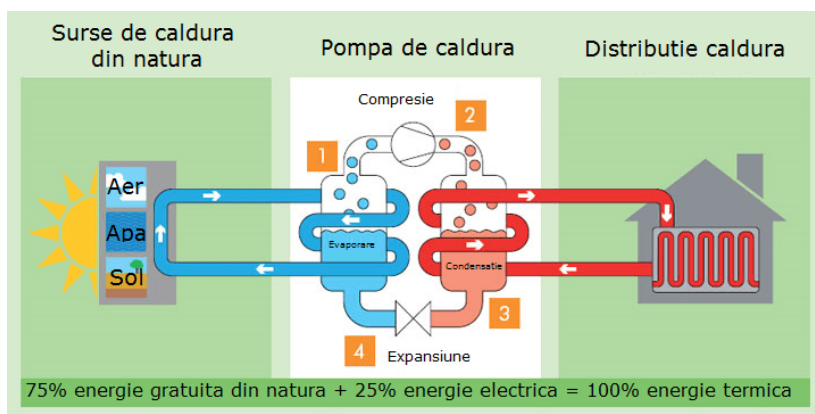 Surse de caldura
din natura
Pompa de caldura
Distributie caldura
Compresie
1
2
Aer
Apa
Sol
Evaporare
Condensatie
4
3
Expansiune
75% energie gratuita din natura + 25% energie electrica = 100% energie termica